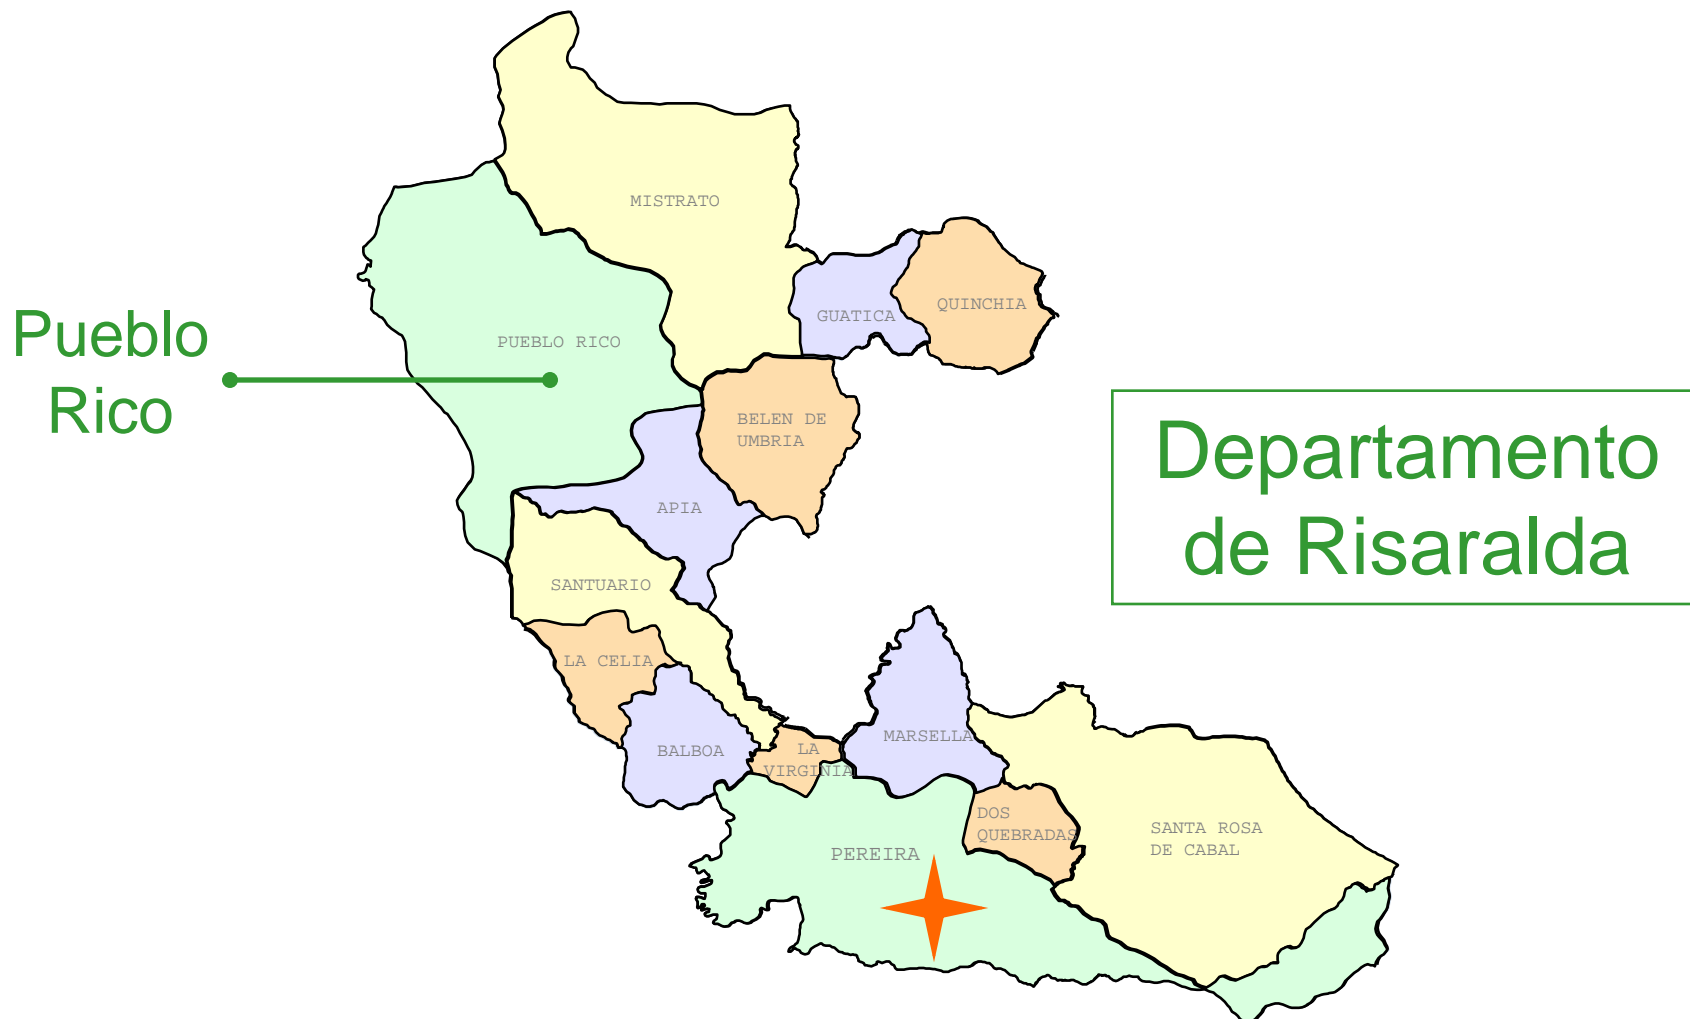 MISTRATO
GUATICA
QUINCHIA
PUEBLO RICO
Pueblo
Rico
BELEN DE
UMBRIA
Departamento
de Risaralda
APIA
SANTUARIO
LA CELIA
BALBOA
LA
VIRGINIA
MARSELLA
DOS
QUEBRADAS
SANTA ROSA
DE CABAL
PEREIRA